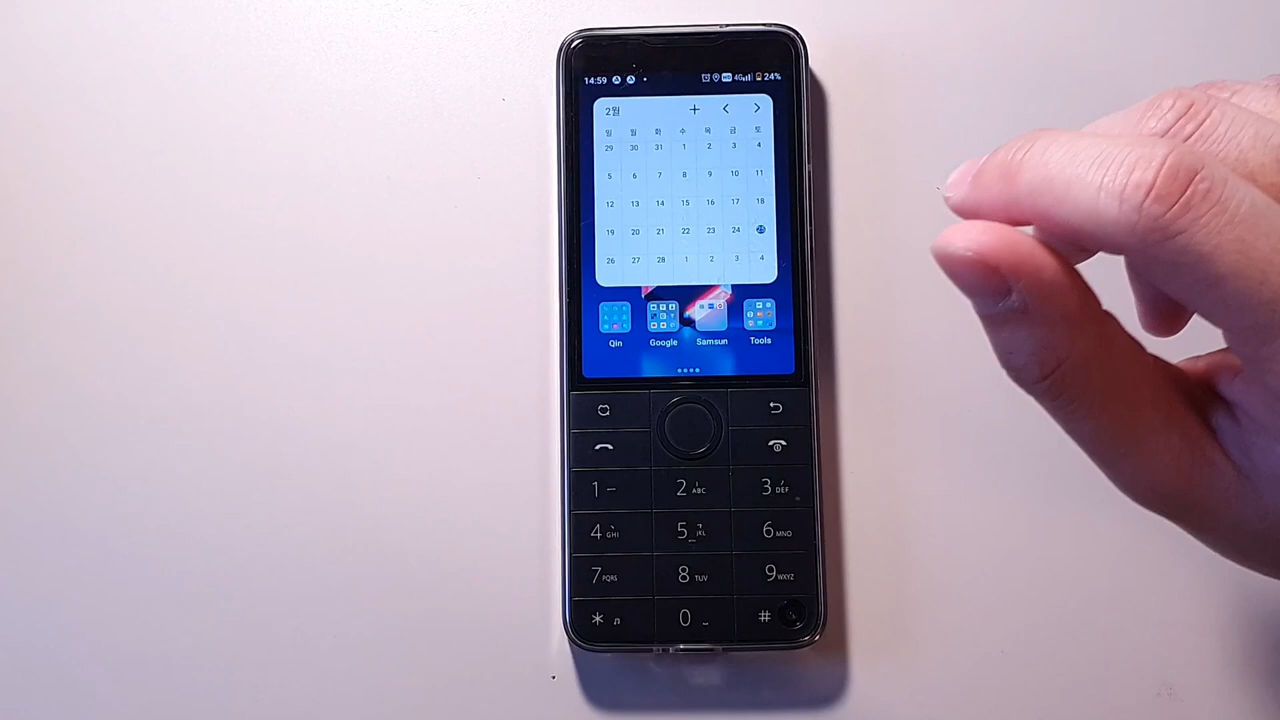 14:59 4G 24%
2월 + < >
일 월 화 수 목 금 토
29 30 31 1 2 3 4
5 6 7 8 9 10 11
12 13 14 15 16 17 18
19 20 21 22 23 24 25
26 27 28 1 2 3 4
Qin Google Samsun Tools
1 2 ABC 3 DEF
4 GHI 5 JKL 6 MNO
7 PQRS 8 TUV 9 WXYZ
* 0 #